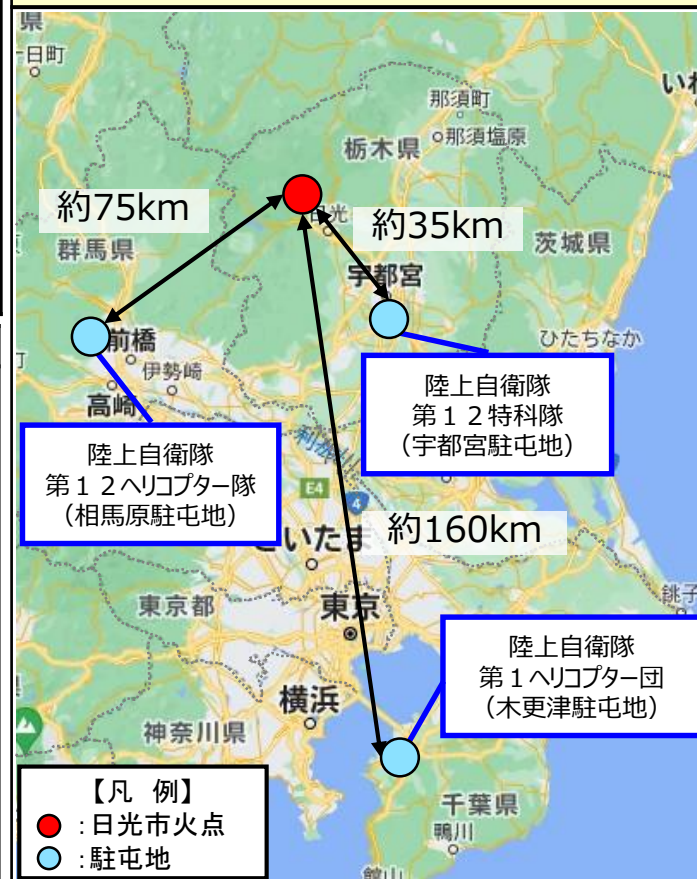 県
十日町
いわ
那須町
那須塩原
栃木県
約75km
日光
約35km
群馬県
宇都宮
茨城県
前橋
ひたちなか
伊勢崎
高崎
陸上自衛隊
第１２特科隊
（宇都宮駐屯地）
陸上自衛隊
第１２ヘリコプター隊
（相馬原駐屯地）
利根川
E4
4
さいたま
約160km
東京都
東京
銚子
陸上自衛隊
第１ヘリコプター団
（木更津駐屯地）
横浜
神奈川県
【凡 例】
：日光市火点
：駐屯地
千葉県
鴨川
館山